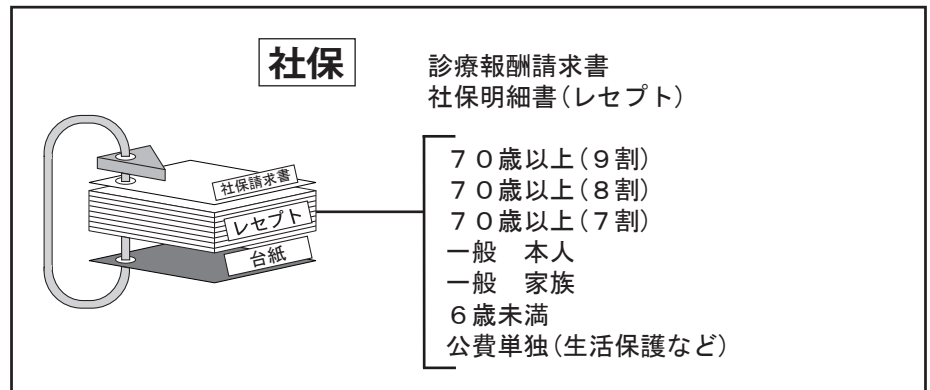 社保
診療報酬請求書
社保明細書(レセプト)
社保請求書
レセプト
台紙
70歳以上(9割)
70歳以上(8割)
70歳以上(7割)
一般 本人
一般 家族
6歳未満
公費単独(生活保護など)